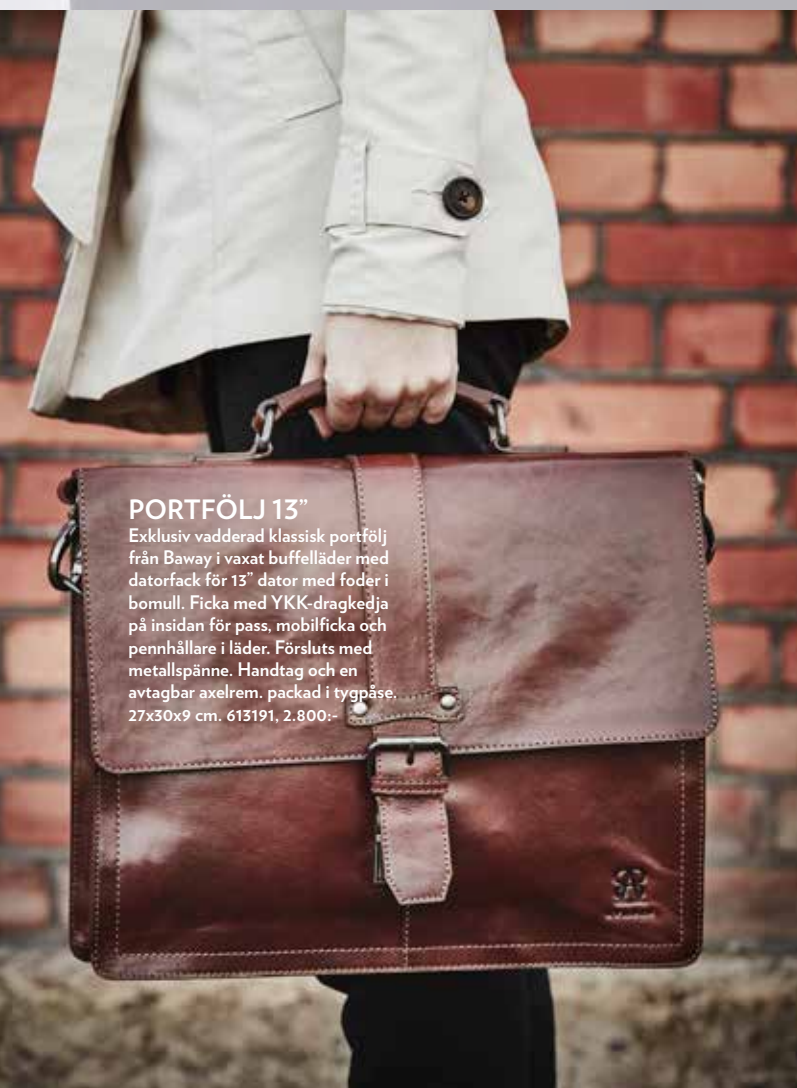 PORTFÖLJ 13”
Exklusiv vadderad klassisk portfölj
från Baway i vaxat buffelläder med
datorfack för 13” dator med foder i
bomull. Ficka med YKK-dragkedja
på insidan för pass, mobilficka och
pennhållare i läder. Försluts med
metallspänne. Handtag och en
avtagbar axelrem. packad i tygpåse.
27x30x9 cm. 613191, 2.800:-